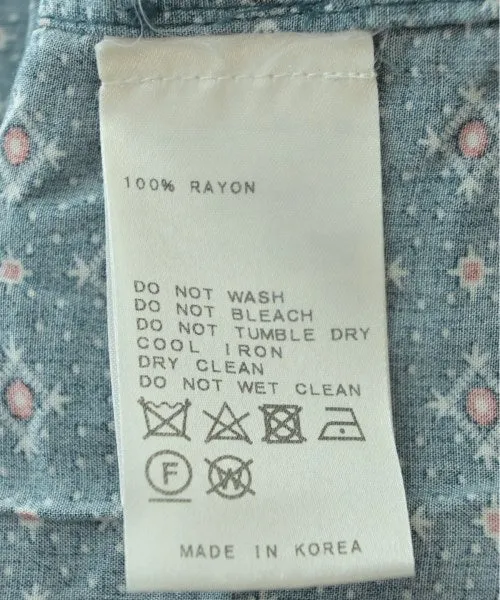 100% RAYON
DO NOT WASH
DO NOT BLEACH
DO NOT TUMBLE DRY
COOL IRON
DRY CLEAN
DO NOT WET CLEAN
F W
MADE IN KOREA